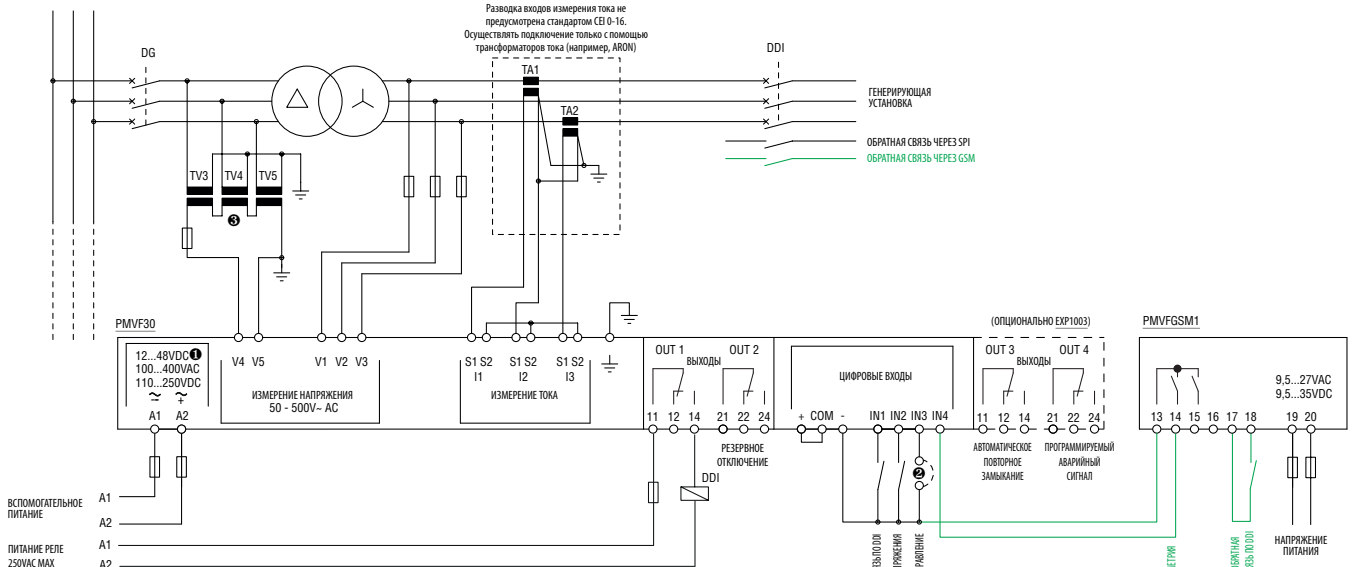 Разводка входов измерения тока не
предусмотрена стандартом CEI 0-16.
Осуществлять подключение только с помощью
трансформаторов тока (например, ARON)
DG
TA1
DDI
TA2
ГЕНЕРИРУЮЩАЯ
УСТАНОВКА
ОБРАТНАЯ СВЯЗЬ ЧЕРЕЗ SPI
ОБРАТНАЯ СВЯЗЬ ЧЕРЕЗ GSM
TV3 TV4 TV5
❸
PMVF30
12...48VDC❶
100...400VAC
110...250VDC
~ ~
− +
A1 A2
V4 V5 V1 V2 V3
ИЗМЕРЕНИЕ НАПРЯЖЕНИЯ
50 - 500V~ AC
S1 S2 S1 S2 S1 S2
I1 I2 I3
ИЗМЕРЕНИЕ ТОКА
OUT 1 OUT 2
ВЫХОДЫ
11 12 14 21 22 24
РЕЗЕРВНОЕ
ОТКЛЮЧЕНИЕ
DDI
ЦИФРОВЫЕ ВХОДЫ
+ COM - IN1 IN2 IN3 IN4
❷
(ОПЦИОНАЛЬНО EXP1003)
OUT 3 OUT 4
ВЫХОДЫ
11 12 14 21 22 24
АВТОМАТИЧЕСКОЕ
ПОВТОРНОЕ
ЗАМЫКАНИЕ
ПРОГРАММИРУЕМЫЙ
АВАРИЙНЫЙ
СИГНАЛ
PMVFGSM1
9,5...27VAC
9,5...35VDC
13 14 15 16 17 18 19 20
НАПРЯЖЕНИЕ
ПИТАНИЯ
ВСПОМОГАТЕЛЬНОЕ
ПИТАНИЕ
A1
A2
ПИТАНИЕ РЕЛЕ
250VAC MAX
A1
A2